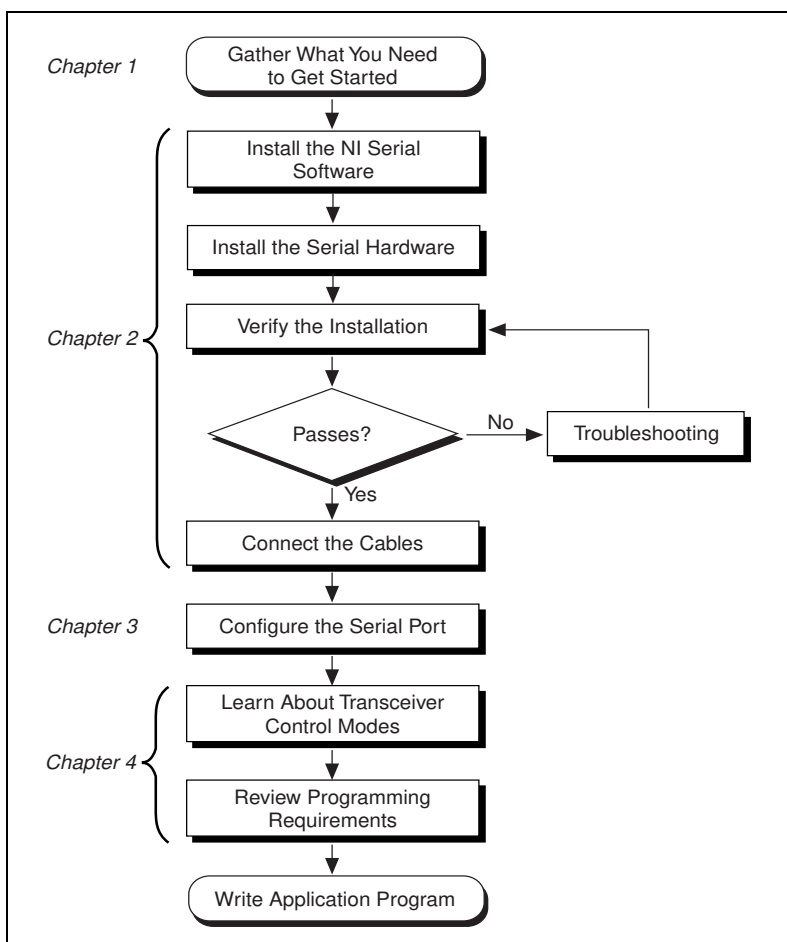 Chapter 1
Gather What You Need
to Get Started
Install the NI Serial
Software
Install the Serial Hardware
Verify the Installation
Chapter 2
Passes?
No
Troubleshooting
Yes
Connect the Cables
Chapter 3
Configure the Serial Port
Learn About Transceiver
Control Modes
Chapter 4
Review Programming
Requirements
Write Application Program